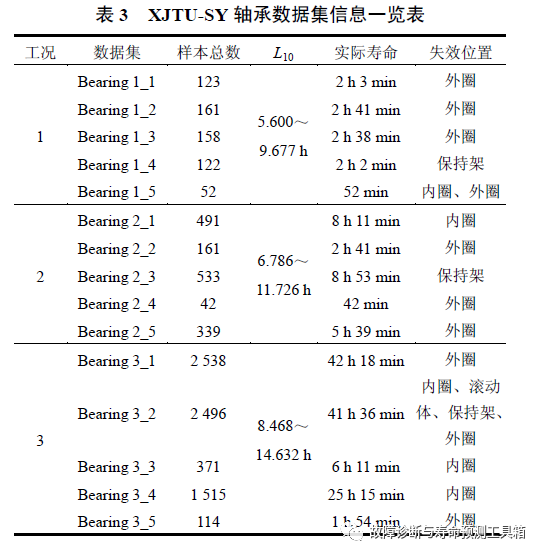 表 3 XJTU-SY 轴承数据集信息一览表
工况 数据集 样本总数 L10 实际寿命 失效位置
Bearing 1_1 123 2 h 3 min 外圈
Bearing 1_2 161 2 h 41 min 外圈
5.600～
1 Bearing 1_3 158 2 h 38 min 外圈
9.677 h
Bearing 1_4 122 2 h 2 min 保持架
Bearing 1_5 52 52 min 内圈、外圈
Bearing 2_1 491 8 h 11 min 内圈
Bearing 2_2 161 2 h 41 min 外圈
6.786～
2 Bearing 2_3 533 8 h 53 min 保持架
11.726 h
Bearing 2_4 42 42 min 外圈
Bearing 2_5 339 5 h 39 min 外圈
Bearing 3_1 2 538 42 h 18 min 外圈
内圈、滚动
Bearing 3_2 2 496 41 h 36 min 体、保持架、
8.468～
外圈
3
14.632 h
Bearing 3_3 371 6 h 11 min 内圈
Bearing 3_4 1 515 25 h 15 min 内圈
Bearing 3_5 114 1 h 54 min 外圈
故障诊断与寿命预测工具箱